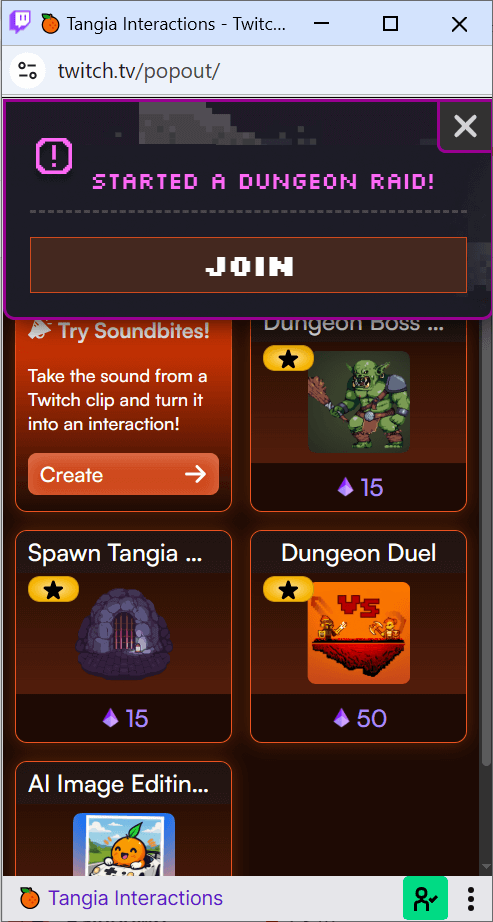 Tangia Interactions - Twitc...
twitch.tv/popout/
STARTED A DUNGEON RAID!
JOIN
Try Soundbites!
Take the sound from a
Twitch clip and turn it
into an interaction!
Create
Dungeon Boss ...
15
Spawn Tangia ...
15
Dungeon Duel
VS
50
AI Image Editin...
Tangia Interactions